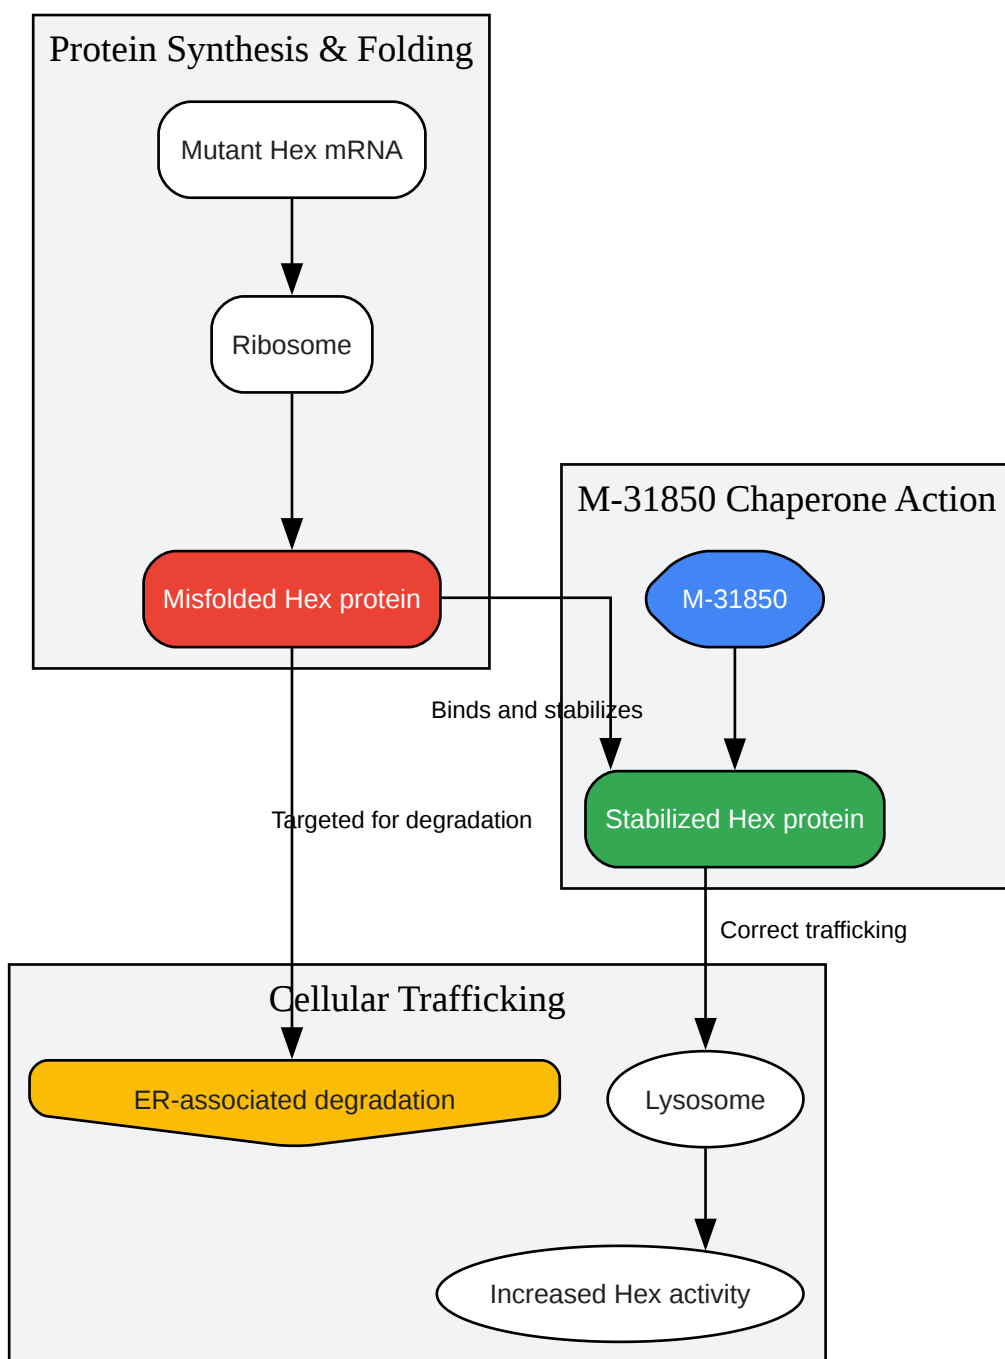 Protein Synthesis & Folding
Mutant Hex mRNA
Ribosome
Misfolded Hex protein
M-31850 Chaperone Action
M-31850
Binds and stabilizes
Stabilized Hex protein
Targeted for degradation
Correct trafficking
Cellular Trafficking
ER-associated degradation
Lysosome
Increased Hex activity